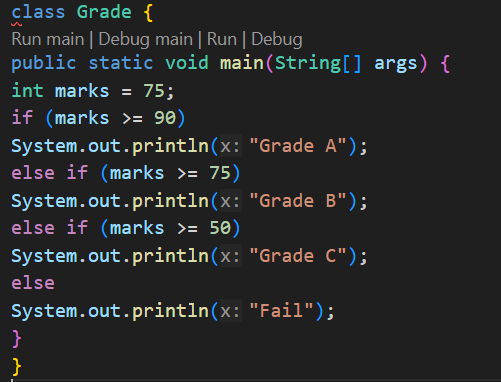 class Grade {
Run main | Debug main | Run | Debug
public static void main(String[] args) {
int marks = 75;
if (marks >= 90)
System.out.println(x: "Grade A");
else if (marks >= 75)
System.out.println(x: "Grade B");
else if (marks >= 50)
System.out.println(x: "Grade C");
else
System.out.println(x: "Fail");
}
}